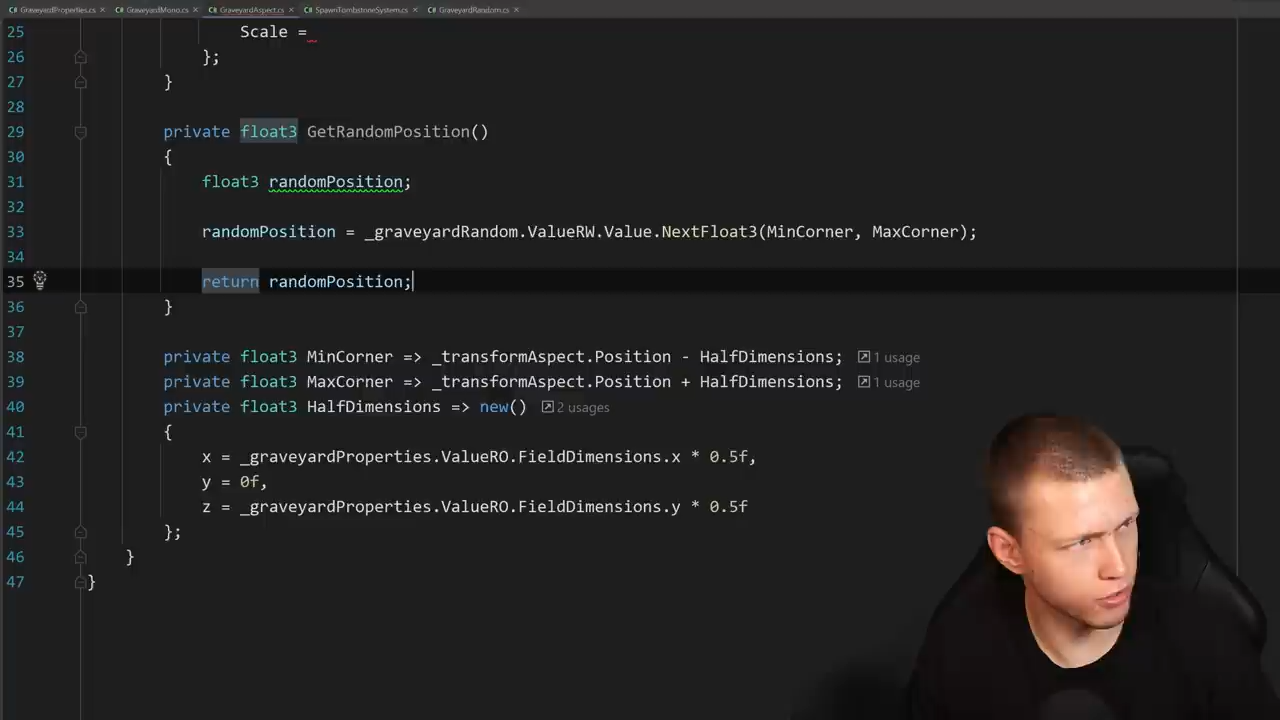 GraveyardProperties.cs × GraveyardMono.cs × GraveyardAspect.cs × SpawnTombstoneSystem.cs × GraveyardRandom.cs ×
25 Scale =
26 };
27 }
28
29 private float3 GetRandomPosition()
30 {
31 float3 randomPosition;
32
33 randomPosition = _graveyardRandom.ValueRW.Value.NextFloat3(MinCorner, MaxCorner);
34
35 return randomPosition;
36 }
37
38 private float3 MinCorner => _transformAspect.Position - HalfDimensions; 1 usage
39 private float3 MaxCorner => _transformAspect.Position + HalfDimensions; 1 usage
40 private float3 HalfDimensions => new() 2 usages
41 {
42 x = _graveyardProperties.ValueRO.FieldDimensions.x * 0.5f,
43 y = 0f,
44 z = _graveyardProperties.ValueRO.FieldDimensions.y * 0.5f
45 };
46 }
47 }